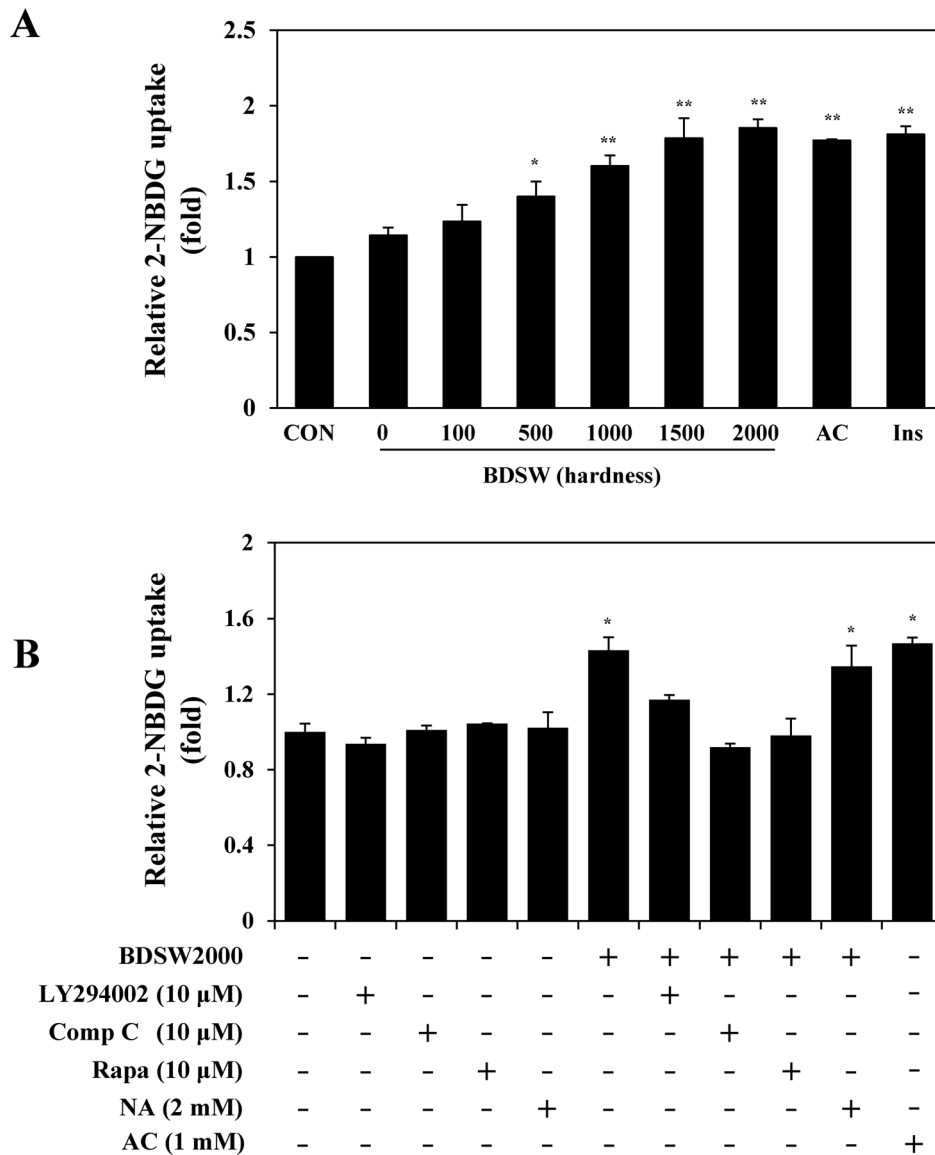 A
Relative 2-NBDG uptake
(fold)
2.5
2
1.5
1
0.5
0
* ** ** ** ** **
CON 0 100 500 1000 1500 2000 AC Ins
BDSW (hardness)
B
Relative 2-NBDG uptake
(fold)
2
1.6
1.2
0.8
0.4
0
* * *
BDSW2000 – – – – – + + + + + –
LY294002 (10 μM) – + – – – – + – – – –
Comp C (10 μM) – – + – – – – + – – –
Rapa (10 μM) – – – + – – – – + – –
NA (2 mM) – – – – + – – – – + –
AC (1 mM) – – – – – – – – – – +